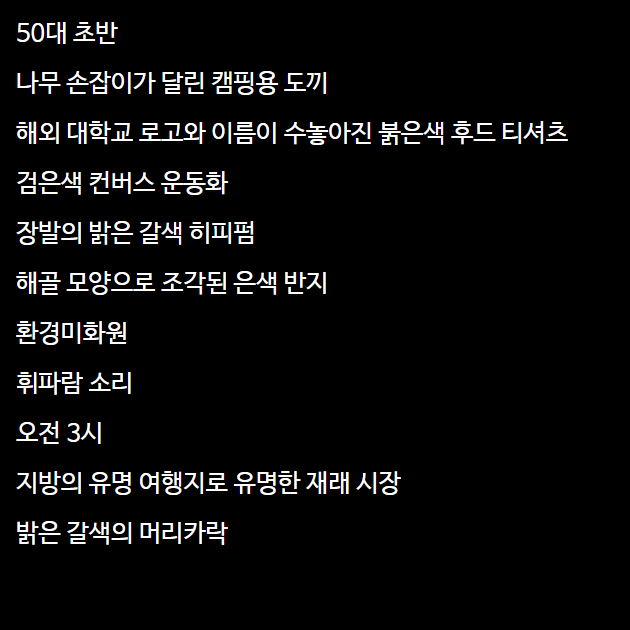 50대 초반
나무 손잡이가 달린 캠핑용 도끼
해외 대학교 로고와 이름이 수놓아진 붉은색 후드 티셔츠
검은색 컨버스 운동화
장발의 밝은 갈색 히피펌
해골 모양으로 조각된 은색 반지
환경미화원
휘파람 소리
오전 3시
지방의 유명 여행지로 유명한 재래 시장
밝은 갈색의 머리카락